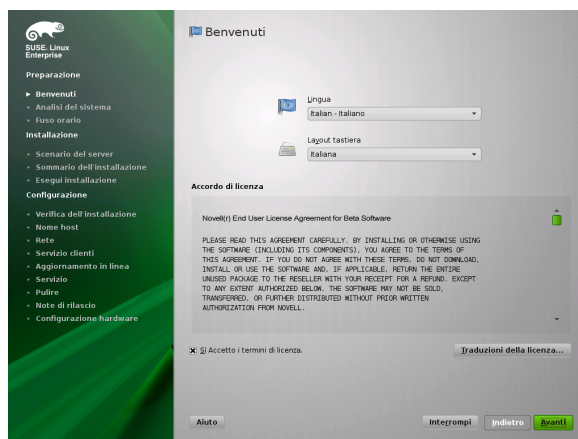 SUSE. Linux
Enterprise
Preparazione
Benvenuti
Analisi del sistema
Fuso orario
Installazione
Scenario del server
Sommario dell'installazione
Esegui installazione
Configurazione
Verifica dell'installazione
Nome host
Rete
Servizio clienti
Aggiornamento in linea
Servizio
Pulire
Note di rilascio
Configurazione hardware
Benvenuti
Lingua
Italian - Italiano
Layout tastiera
Italiana
Accordo di licenza
Novell(r) End User License Agreement for Beta Software
PLEASE READ THIS AGREEMENT CAREFULLY. BY INSTALLING OR OTHERWISE USING
THE SOFTWARE (INCLUDING ITS COMPONENTS). YOU AGREE TO THE TERMS OF
THIS AGREEMENT. IF YOU DO NOT AGREE WITH THESE TERMS, DO NOT DOWNLOAD,
INSTALL OR USE THE SOFTWARE AND, IF APPLICABLE, RETURN THE ENTIRE
UNUSED PACKAGE TO THE RESELLER WITH YOUR RECEIPT FOR A REFUND. EXCEPT
TO ANY EXTENT AUTHORIZED BELOW, THE SOFTWARE MAY NOT BE SOLD,
TRANSFERRED, OR FURTHER DISTRIBUTED WITHOUT PRIOR WRITTEN
AUTHORIZATION FROM NOVELL.
Sì Accetto i termini di licenza.
Traduzioni della licenza...
Aiuto
Interrompi
Indietro
Avanti